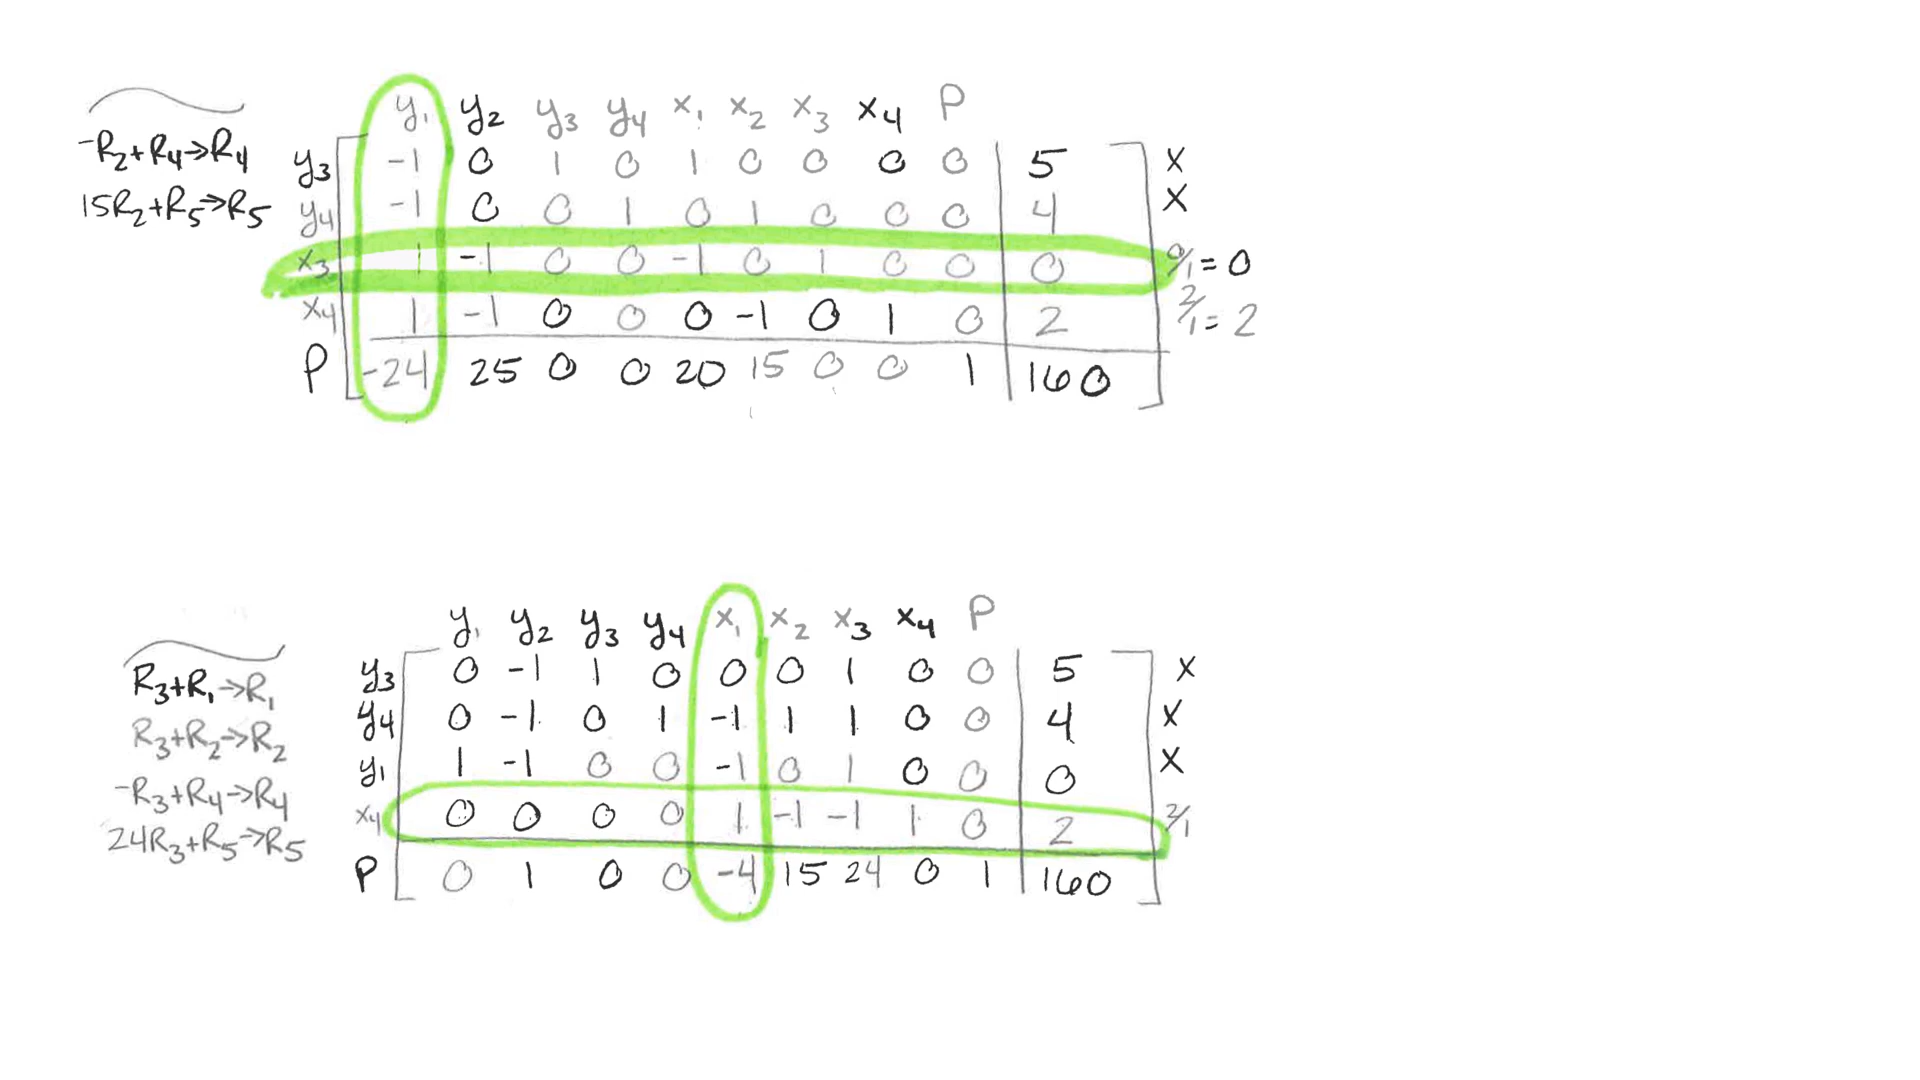 y₁ y₂ y₃ y₄ x₁ x₂ x₃ x₄ P
-R₂+R₄→R₄ y₃ -1 0 1 0 1 0 0 0 0 5 x
15R₂+R₅→R₅ y₄ -1 0 0 1 0 1 0 0 0 4 x
x₃ 1 -1 0 0 -1 0 1 0 0 0 0/1 = 0
x₄ 1 -1 0 0 0 -1 0 1 0 2 2/1 = 2
P -24 25 0 0 20 15 0 0 1 160
y₁ y₂ y₃ y₄ x₁ x₂ x₃ x₄ P
R₃+R₁→R₁ y₃ 0 -1 1 0 0 0 1 0 0 5 x
R₃+R₂→R₂ y₄ 0 -1 0 1 -1 1 1 0 0 4 x
-R₃+R₄→R₄ y₁ 1 -1 0 0 -1 0 1 0 0 0 x
24R₃+R₅→R₅ x₄ 0 0 0 0 1 -1 -1 1 0 2 2/1
P 0 1 0 0 -4 15 24 0 1 160